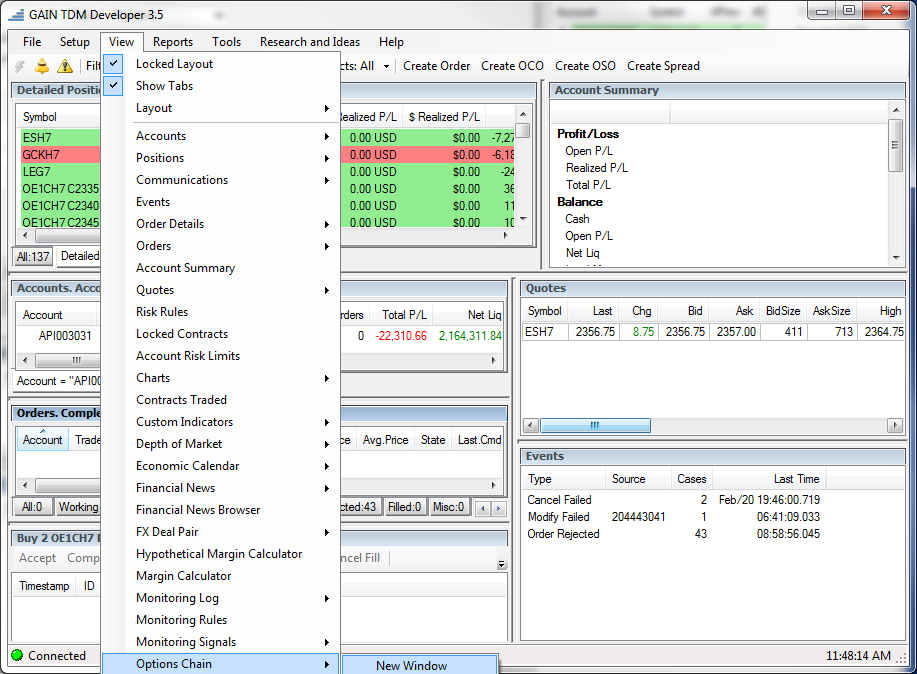 GAIN TDM Developer 3.5
File Setup View Reports Tools Research and Ideas Help
Locked Layout
Show Tabs
Layout
Accounts
Positions
Communications
Events
Order Details
Orders
Account Summary
Quotes
Risk Rules
Locked Contracts
Account Risk Limits
Charts
Contracts Traded
Custom Indicators
Depth of Market
Economic Calendar
Financial News
Financial News Browser
FX Deal Pair
Hypothetical Margin Calculator
Margin Calculator
Monitoring Log
Monitoring Rules
Monitoring Signals
Options Chain
New Window
cts: All Create Order Create OCO Create OSO Create Spread
Detailed Positio
Symbol ealized P/L $ Realized P/L
ESH7 0.00 USD $0.00 -7,27
GCKH7 0.00 USD $0.00 -6,18
LEG7 0.00 USD $0.00 -24
OE1CH7 C2335 0.00 USD $0.00 36
OE1CH7 C2340 0.00 USD $0.00 11
OE1CH7 C2345 0.00 USD $0.00 10
All:137 Detailed
Account Summary
Profit/Loss
Open P/L
Realized P/L
Total P/L
Balance
Cash
Open P/L
Net Liq
Accounts. Acco
Account rders Total P/L Net Liq
API003031 0 -22,310.66 2,164,311.84
Account = "API00
Quotes
Symbol Last Chg Bid Ask BidSize AskSize High
ESH7 2356.75 8.75 2356.75 2357.00 411 713 2364.75
Orders. Comple
Account Trade ce Avg.Price State Last.Cmd
All:0 Working cted:43 Filled:0 Misc:0
Events
Type Source Cases Last Time
Cancel Failed 2 Feb/20 19:46:00.719
Modify Failed 204443041 1 06:41:09.033
Order Rejected 43 08:58:56.045
Buy 2 OE1CH7
Accept Comp ncel Fill
Timestamp ID
Connected 11:48:14 AM